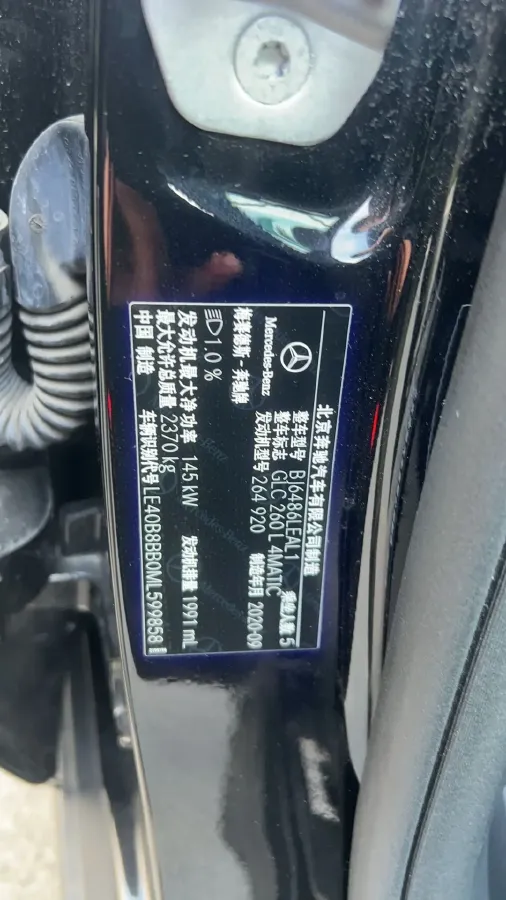 北京奔驰汽车有限公司制造
Mercedes-Benz
梅赛德斯-奔驰牌
整车型号 BJ6486LEAL1 乘坐人数 5
整车标志 GLC 260 L 4MATIC
发动机型号 264 920 制造年月 2020-09
1.0 %
发动机最大净功率 145 kW 发动机排量 1991 mL
最大允许总质量 2370 kg
中国 制造 车辆识别代号 LE40B8BB0ML599858